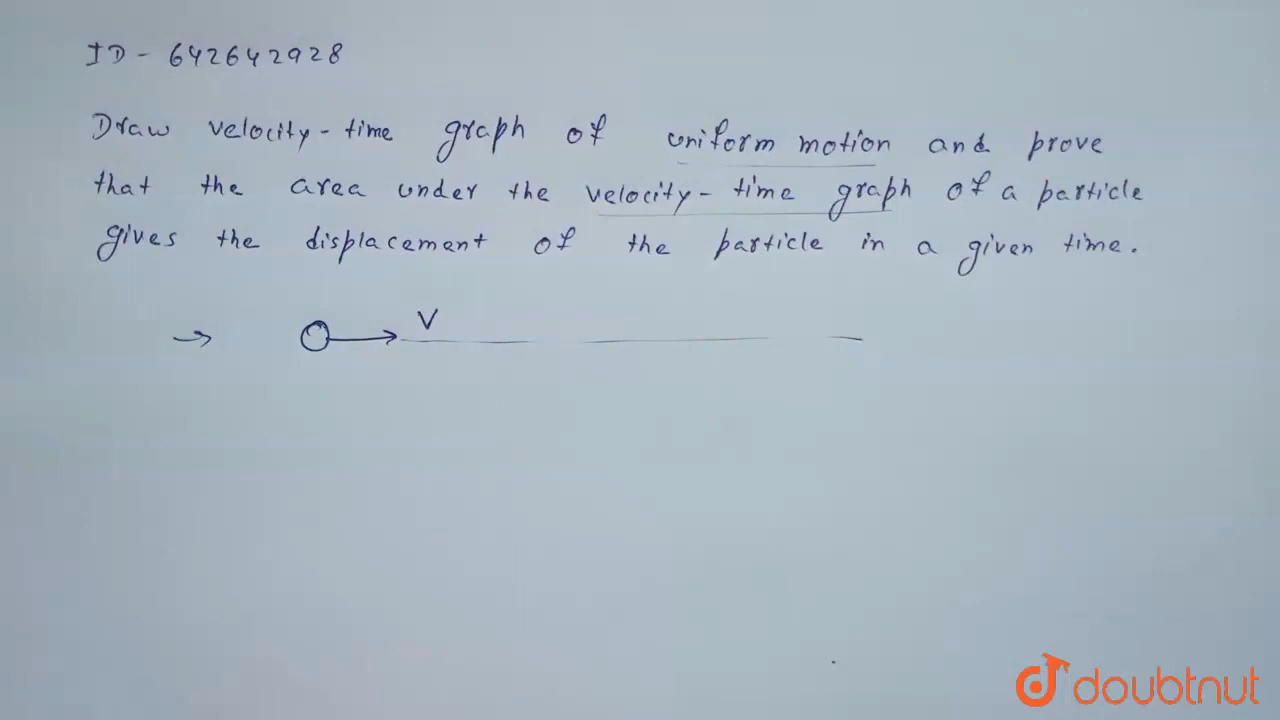 ID - 642642928
Draw velocity-time graph of uniform motion and prove
that the area under the velocity-time graph of a particle
gives the displacement of the particle in a given time.
V
doubtnut